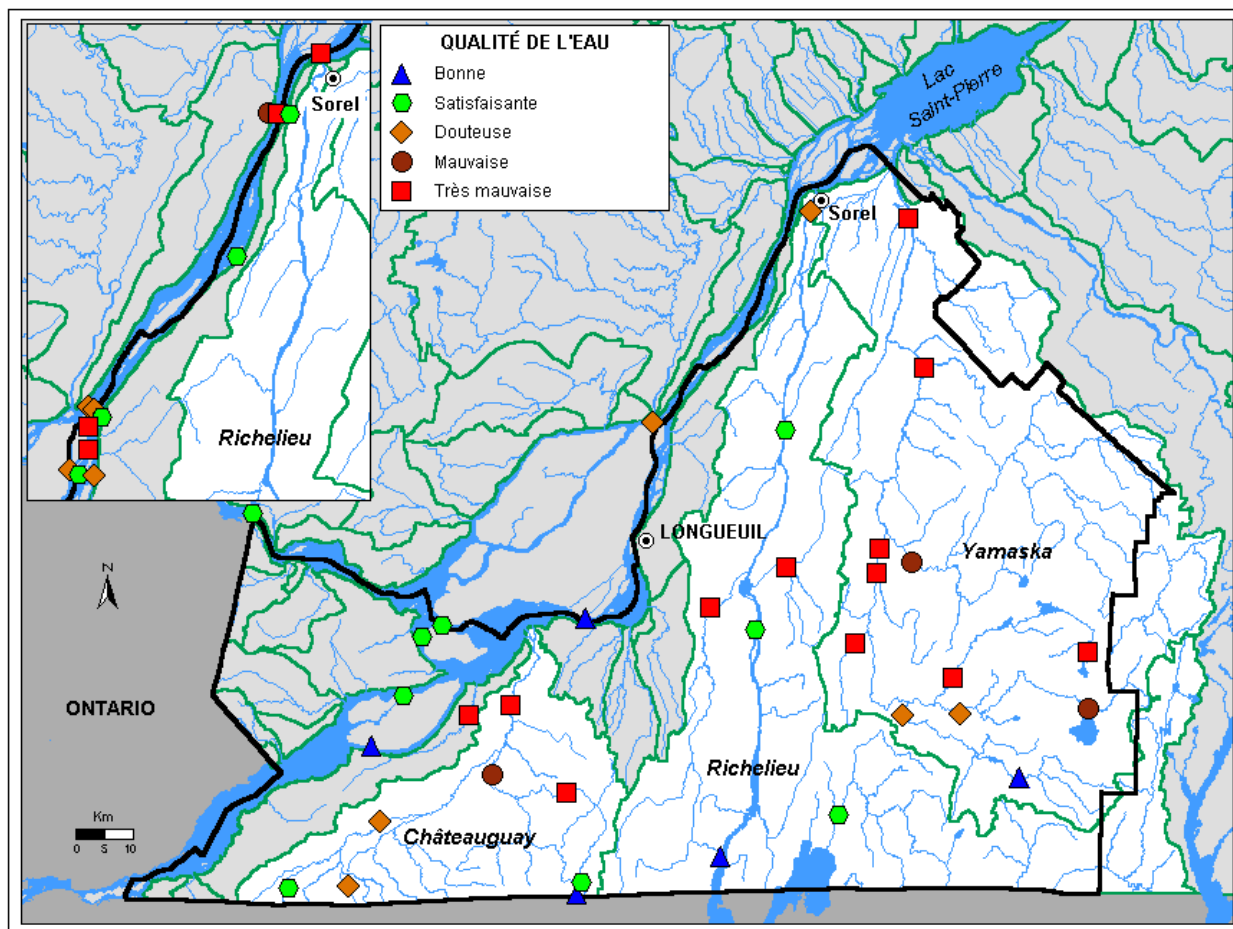 QUALITÉ DE L'EAU
Bonne
Satisfaisante
Douteuse
Mauvaise
Très mauvaise
Sorel
Richelieu
Lac
Saint-Pierre
Sorel
LONGUEUIL
Yamaska
N
ONTARIO
Richelieu
Châteauguay
Km
0 5 10